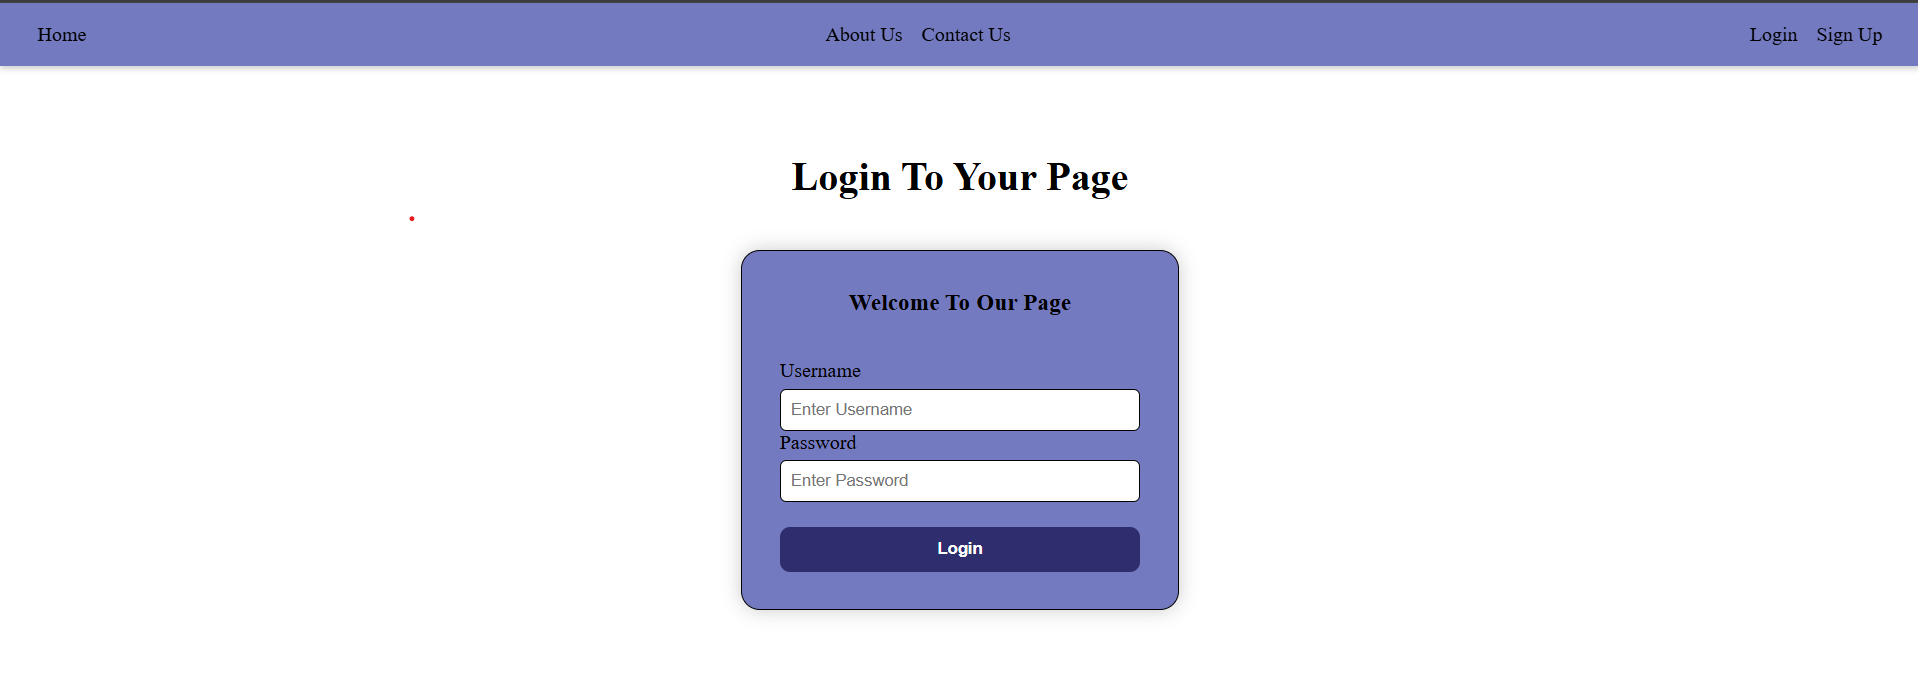 Home About Us Contact Us Login Sign Up
Login To Your Page
Welcome To Our Page
Username
Enter Username
Password
Enter Password
Login